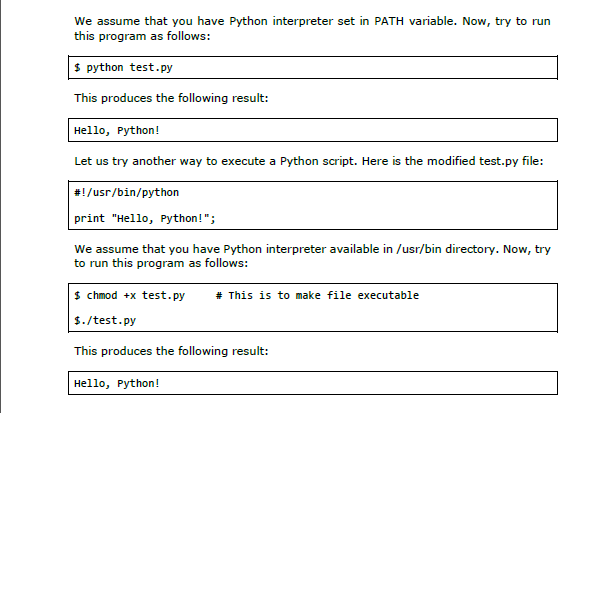 We assume that you have Python interpreter set in PATH variable. Now, try to run
this program as follows:
$ python test.py
This produces the following result:
Hello, Python!
Let us try another way to execute a Python script. Here is the modified test.py file:
#!/usr/bin/python
print "Hello, Python!";
We assume that you have Python interpreter available in /usr/bin directory. Now, try
to run this program as follows:
$ chmod +x test.py     # This is to make file executable
$./test.py
This produces the following result:
Hello, Python!